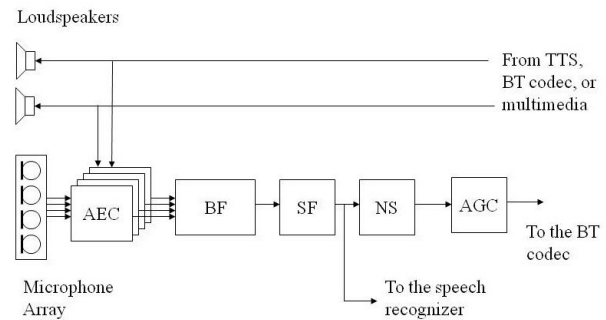 Loudspeakers
From TTS,
BT codec, or
multimedia
AEC
BF
SF
NS
AGC
To the BT
codec
Microphone
Array
To the speech
recognizer